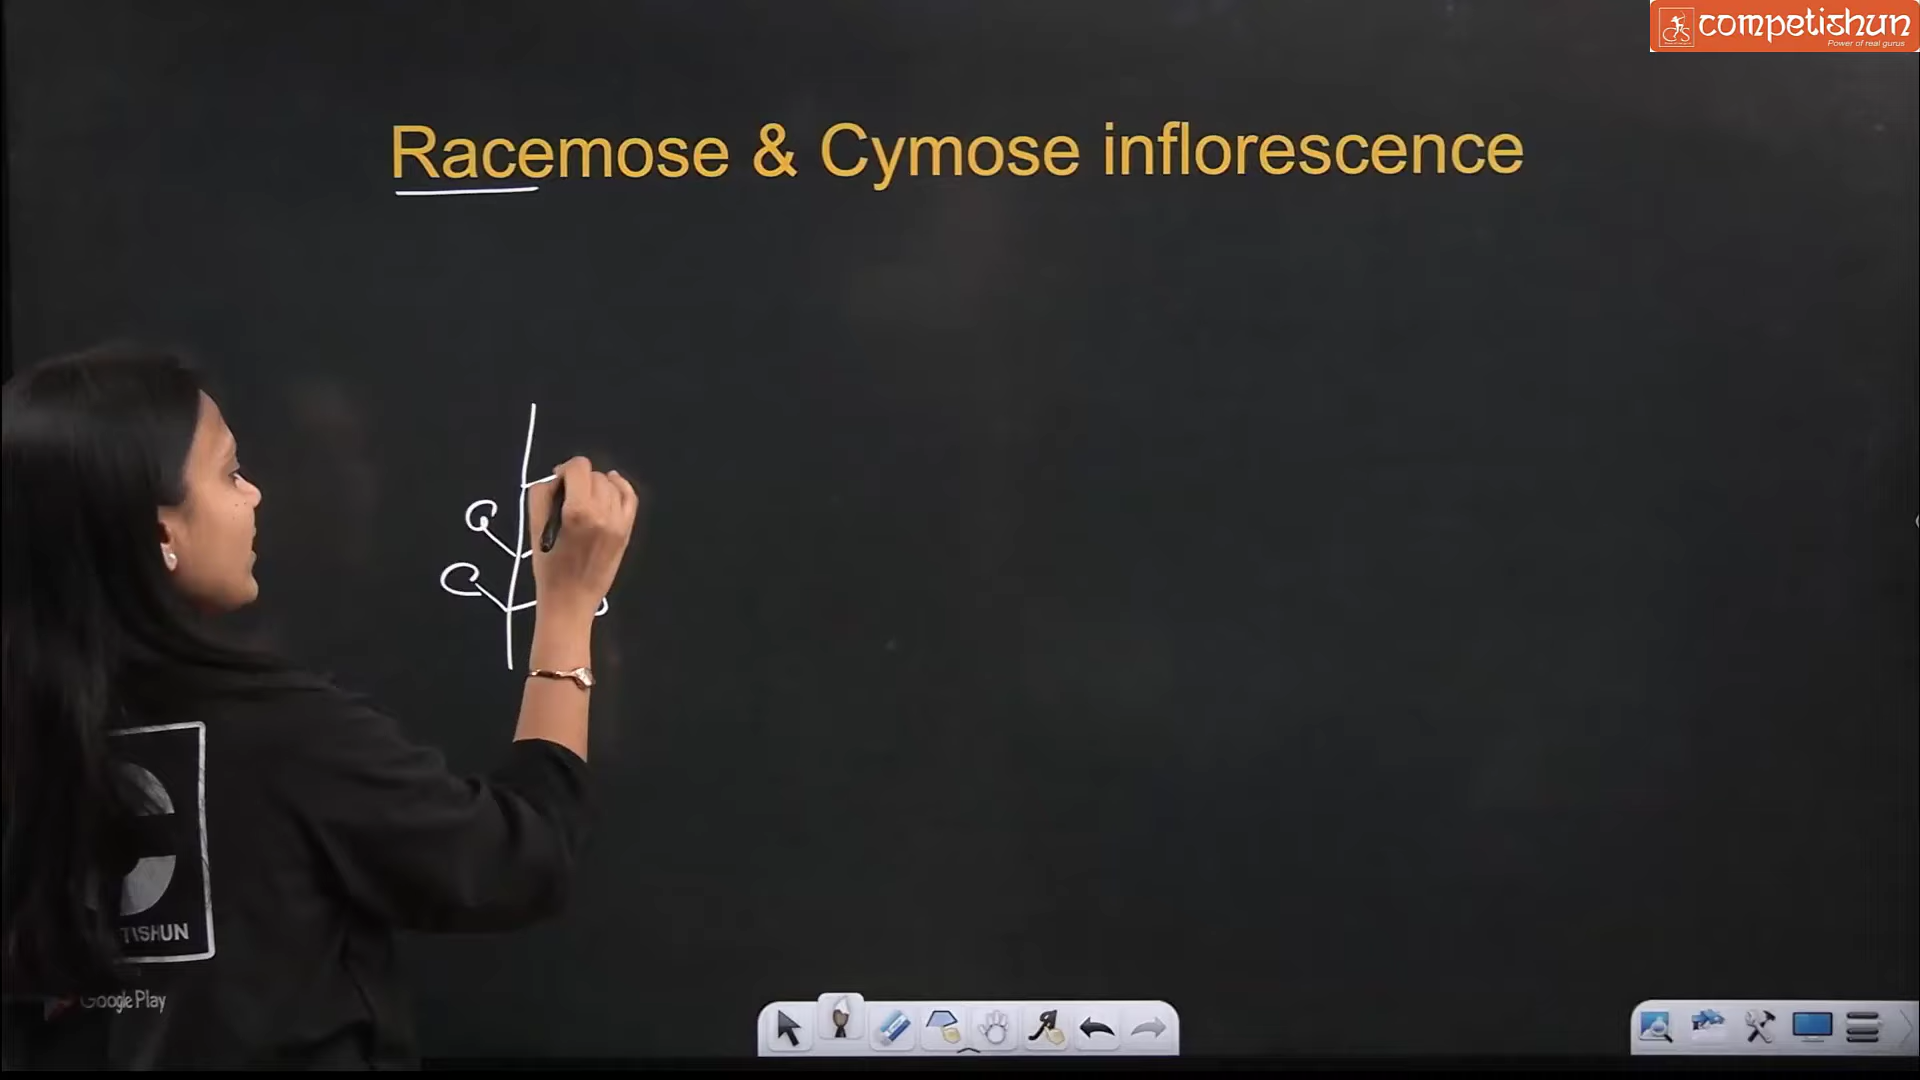 competishun
Power of real gurus
Racemose & Cymose inflorescence
TISHUN
Google Play